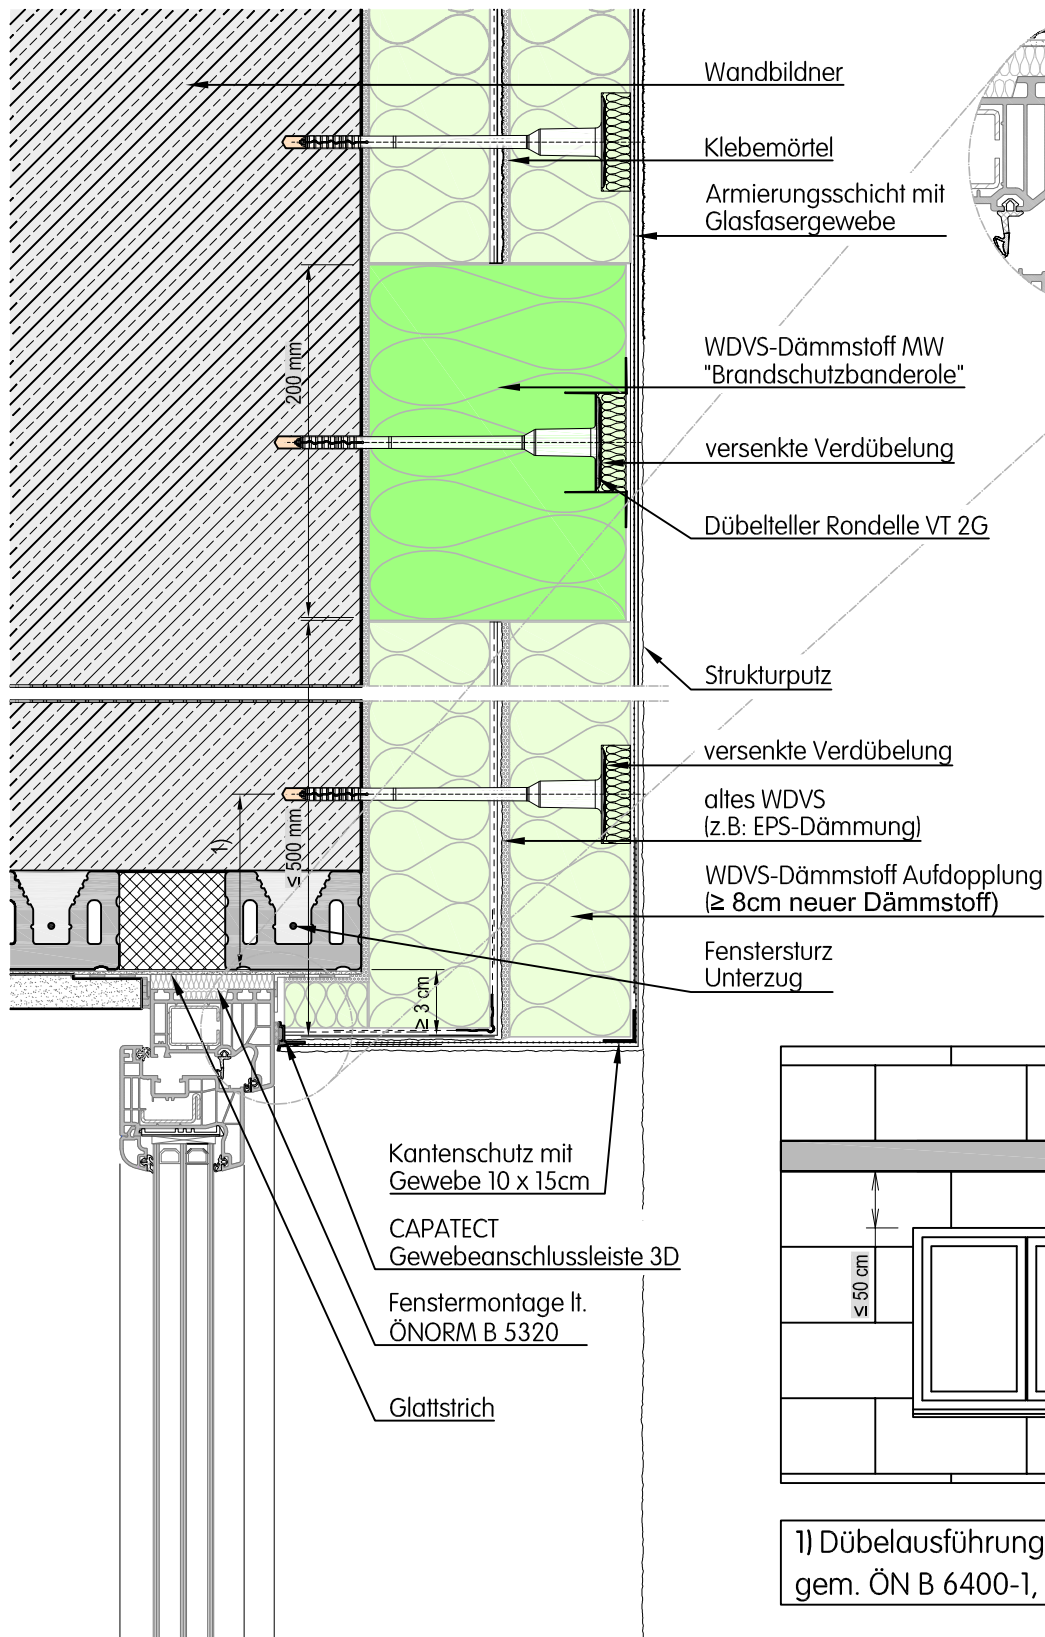 Wandbildner
Klebemörtel
Armierungsschicht mit
Glasfasergewebe
200 mm
WDVS-Dämmstoff MW
"Brandschutzbanderole"
versenkte Verdübelung
Dübelteller Rondelle VT 2G
Strukturputz
versenkte Verdübelung
altes WDVS
(z.B: EPS-Dämmung)
1)
≤ 500 mm
WDVS-Dämmstoff Aufdopplung
(≥ 8cm neuer Dämmstoff)
Fenstersturz
Unterzug
≥ 3 cm
Kantenschutz mit
Gewebe 10 x 15cm
CAPATECT
Gewebeanschlussleiste 3D
≤ 50 cm
Fenstermontage lt.
ÖNORM B 5320
Glattstrich
1) Dübelausführung
gem. ÖN B 6400-1,